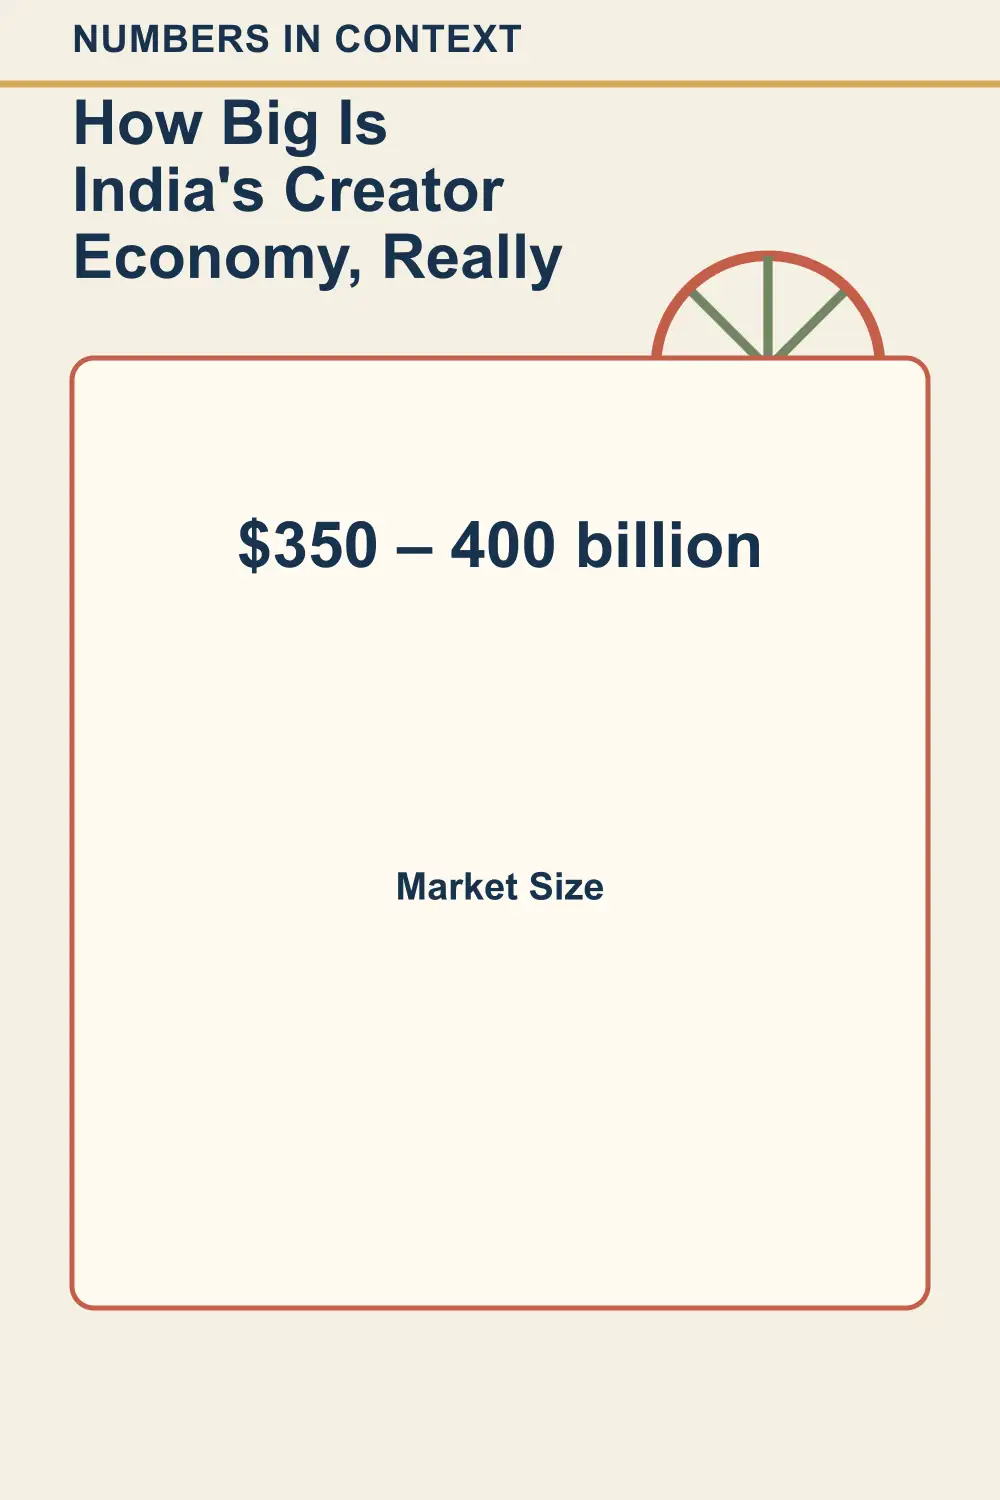 NUMBERS IN CONTEXT
How Big Is
India's Creator
Economy, Really
$350 – 400 billion
Market Size